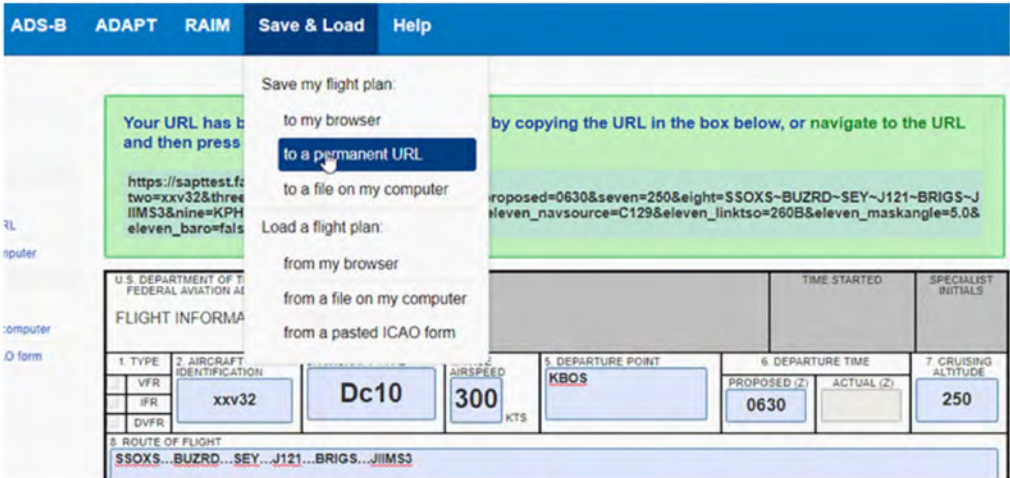 ADS-B ADAPT RAIM Save & Load Help
Save my flight plan:
to my browser
to a permanent URL
to a file on my computer
Load a flight plan:
from my browser
from a file on my computer
from a pasted ICAO form
Your URL has b by copying the URL in the box below, or navigate to the URL
and then press
https://sapttest.fa roposed=0630&seven=250&eight=SSOXS~BUZRD~SEY~J121~BRIGS~J
two=xxv32&three eleven_navsource=C129&eleven_linktso=260B&eleven_maskangle=5.0&
IIMS3&nine=KPH
eleven_baro=fals
RL
mputer
computer
O form
U.S. DEPARTMENT OF T
FEDERAL AVIATION AD
FLIGHT INFORMA
TIME STARTED
SPECIALIST
INITIALS
1. TYPE
VFR
IFR
DVFR
2. AIRCRAFT
IDENTIFICATION
xxv32
Dc10
AIRSPEED
300
KTS
5. DEPARTURE POINT
KBOS
6. DEPARTURE TIME
PROPOSED (Z)
0630
ACTUAL (Z)
7. CRUISING
ALTITUDE
250
8. ROUTE OF FLIGHT
SSOXS...BUZRD...SEY...J121...BRIGS...JIIMS3